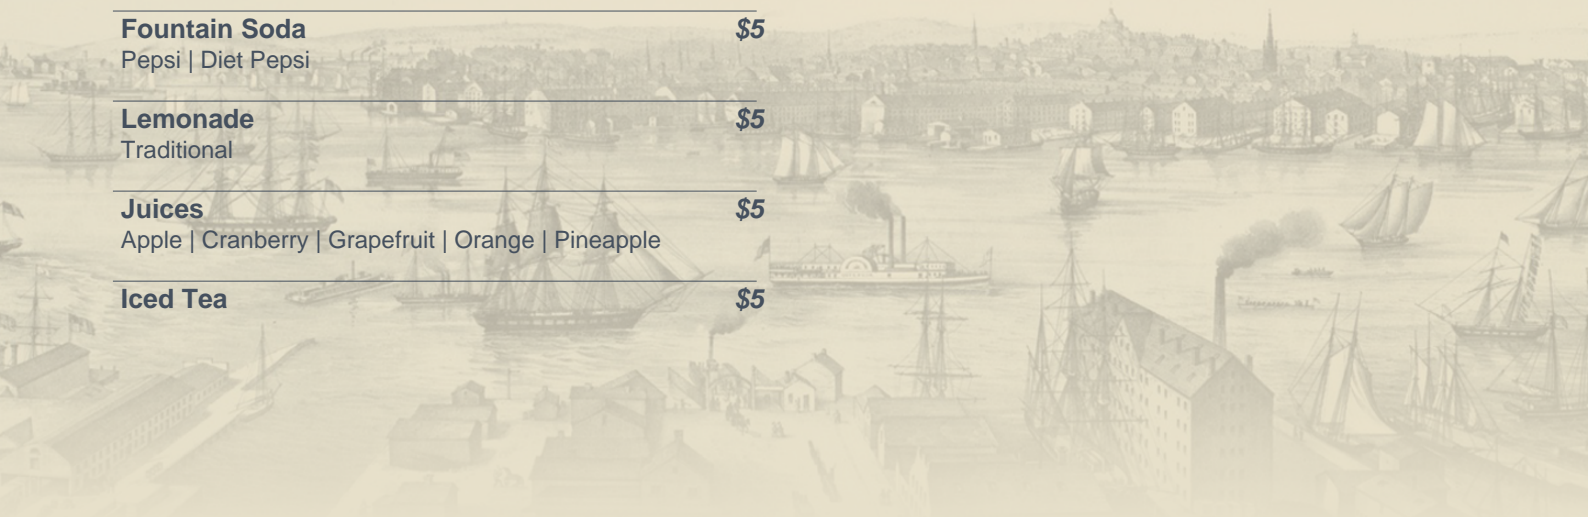 Fountain Soda $5
Pepsi | Diet Pepsi
Lemonade $5
Traditional
Juices $5
Apple | Cranberry | Grapefruit | Orange | Pineapple
Iced Tea $5